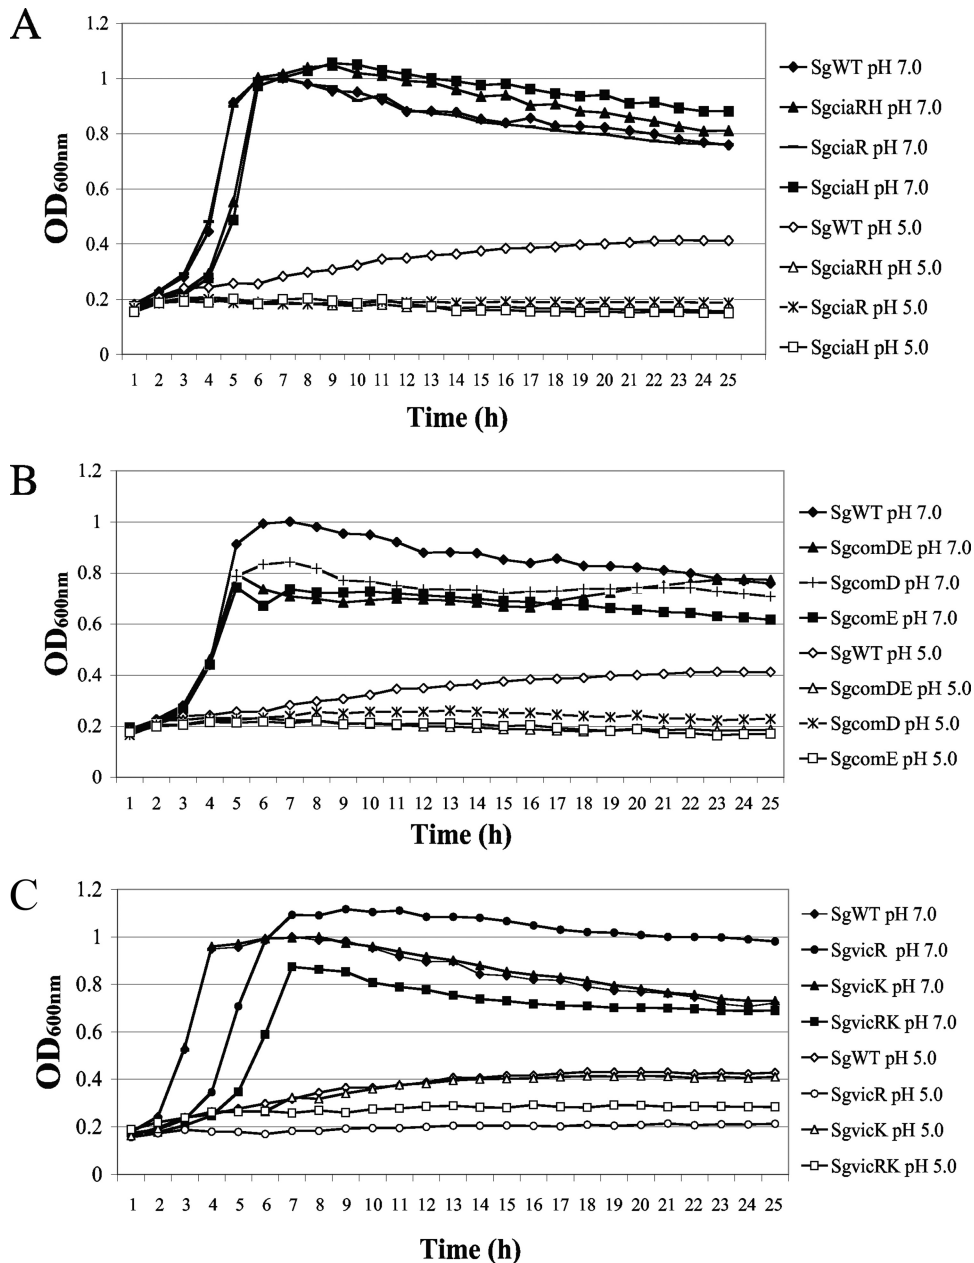 A
1.2
1
0.8
0.6
0.4
0.2
0
OD600nm
1 2 3 4 5 6 7 8 9 10 11 12 13 14 15 16 17 18 19 20 21 22 23 24 25
Time (h)
SgWT pH 7.0
SgciaRH pH 7.0
SgciaR pH 7.0
SgciaH pH 7.0
SgWT pH 5.0
SgciaRH pH 5.0
SgciaR pH 5.0
SgciaH pH 5.0
B
1.2
1
0.8
0.6
0.4
0.2
0
OD600nm
1 2 3 4 5 6 7 8 9 10 11 12 13 14 15 16 17 18 19 20 21 22 23 24 25
Time (h)
SgWT pH 7.0
SgcomDE pH 7.0
SgcomD pH 7.0
SgcomE pH 7.0
SgWT pH 5.0
SgcomDE pH 5.0
SgcomD pH 5.0
SgcomE pH 5.0
C
1.2
1
0.8
0.6
0.4
0.2
0
OD600nm
1 2 3 4 5 6 7 8 9 10 11 12 13 14 15 16 17 18 19 20 21 22 23 24 25
Time (h)
SgWT pH 7.0
SgvicR pH 7.0
SgvicK pH 7.0
SgvicRK pH 7.0
SgWT pH 5.0
SgvicR pH 5.0
SgvicK pH 5.0
SgvicRK pH 5.0